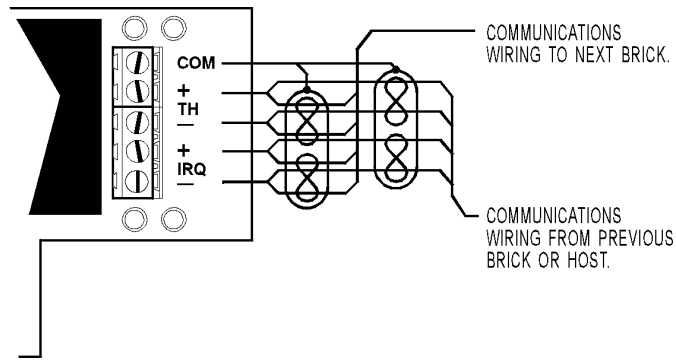 COM
+
TH
—
+
IRQ
—
COMMUNICATIONS
WIRING TO NEXT BRICK.
COMMUNICATIONS
WIRING FROM PREVIOUS
BRICK OR HOST.